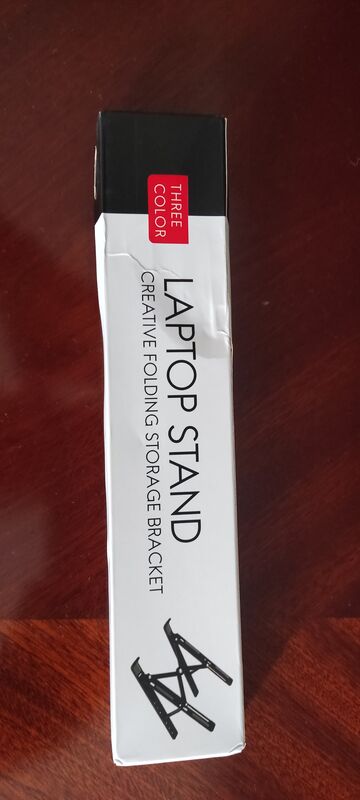 THREE
COLOR
LAPTOP STAND
CREATIVE FOLDING STORAGE BRACKET